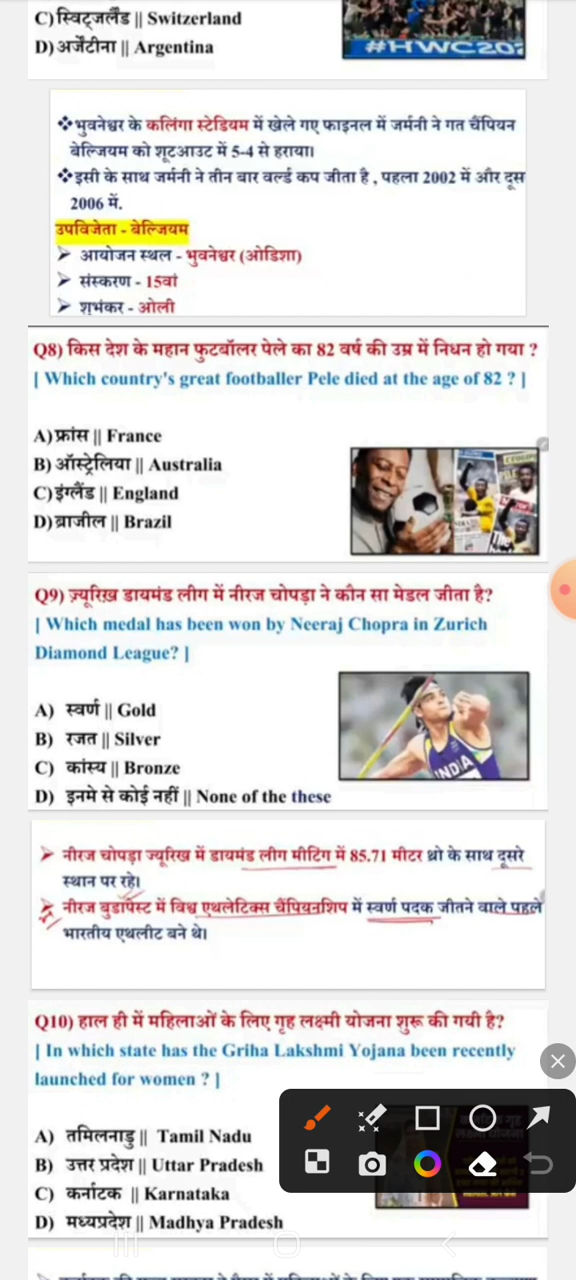 C) स्विट्जर्लैंड || Switzerland
D) अर्जेंटीना || Argentina
#HWC202
❖भुवनेश्वर के कलिंगा स्टेडियम में खेले गए फाइनल में जर्मनी ने गत चैंपियन
बेल्जियम को शूटआउट में 5-4 से हराया।
❖इसी के साथ जर्मनी ने तीन बार वर्ल्ड कप जीता है , पहला 2002 में और दूस
2006 में.
उपविजेता - बेल्जियम
➢ आयोजन स्थल - भुवनेश्वर (ओडिशा)
➢ संस्करण - 15वां
➢ शुभंकर - ओली
Q8) किस देश के महान फुटबॉलर पेले का 82 वर्ष की उम्र में निधन हो गया ?
| Which country's great footballer Pele died at the age of 82 ? |
A) फ्रांस || France
B) ऑस्ट्रेलिया || Australia
C) इंग्लैंड || England
D) ब्राजील || Brazil
Q9) ज़्यूरिख़ डायमंड लीग में नीरज चोपड़ा ने कौन सा मेडल जीता है?
| Which medal has been won by Neeraj Chopra in Zurich
Diamond League? |
A) स्वर्ण || Gold
B) रजत || Silver
C) कांस्य || Bronze
D) इनमे से कोई नहीं || None of the these
INDIA
➢ नीरज चोपड़ा ज्यूरिख में डायमंड लीग मीटिंग में 85.71 मीटर थ्रो के साथ दूसरे
स्थान पर रहे।
➢ नीरज बुडापेस्ट में विश्व एथलेटिक्स चैंपियनशिप में स्वर्ण पदक जीतने वाले पहले
भारतीय एथलीट बने थे।
Q10) हाल ही में महिलाओं के लिए गृह लक्ष्मी योजना शुरू की गयी है?
| In which state has the Griha Lakshmi Yojana been recently
launched for women ? |
A) तमिलनाडु || Tamil Nadu
B) उत्तर प्रदेश || Uttar Pradesh
C) कर्नाटक || Karnataka
D) मध्यप्रदेश || Madhya Pradesh